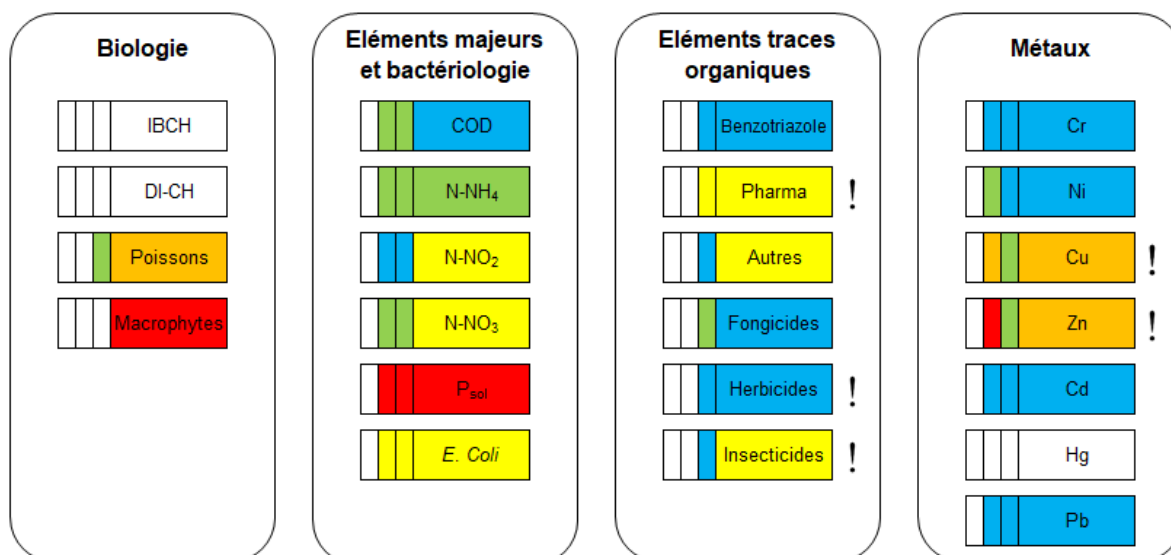 Biologie
IBCH
DI-CH
Poissons
Macrophytes
Eléments majeurs
et bactériologie
COD
N-NH₄
N-NO₂
N-NO₃
Psol
E. Coli
Eléments traces
organiques
Benzotriazole
Pharma !
Autres
Fongicides
Herbicides !
Insecticides !
Métaux
Cr
Ni
Cu !
Zn !
Cd
Hg
Pb